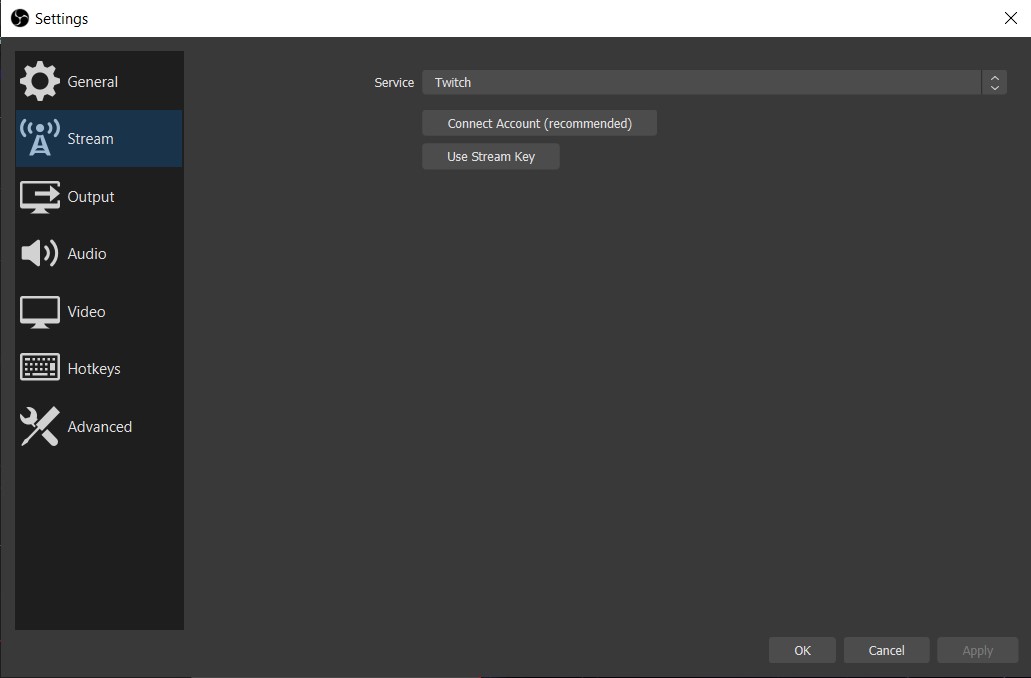 Settings
General
Service
Twitch
Connect Account (recommended)
Stream
Use Stream Key
Output
Audio
Video
Hotkeys
Advanced
OK
Cancel
Apply